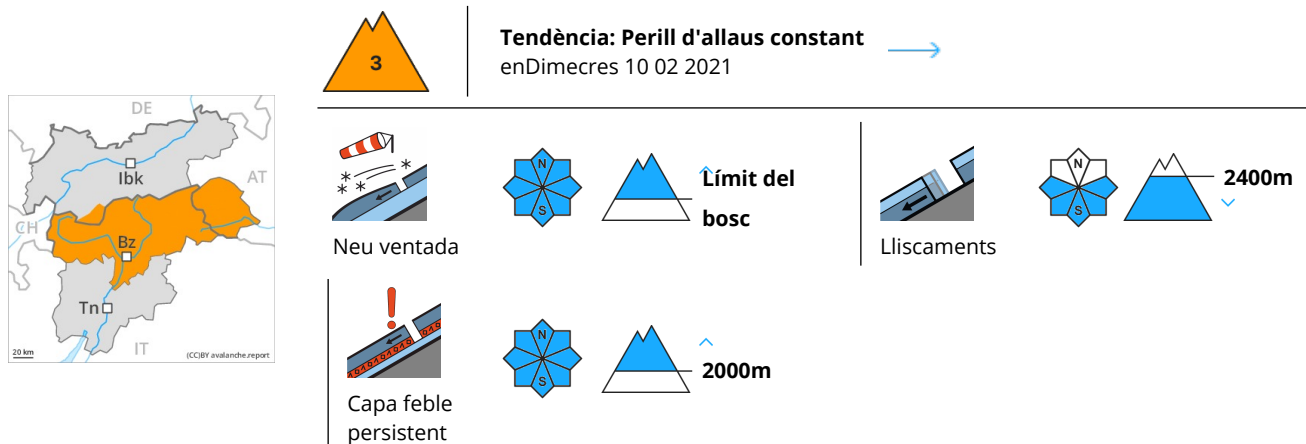 3
Tendència: Perill d'allaus constant
enDimecres 10 02 2021
DE
Ibk
AT
CH
Bz
Tn
IT
20 km
(CC)BY avalanche.report
N
S
Límit del
bosc
Neu ventada
N
S
2400m
Lliscaments
N
S
2000m
Capa feble
persistent